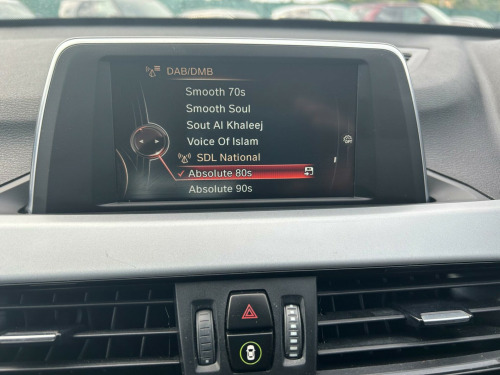 DAB/DMB
Smooth 70s
Smooth Soul
Sout Al Khaleej
Voice Of Islam
SDL National
Absolute 80s
Absolute 90s